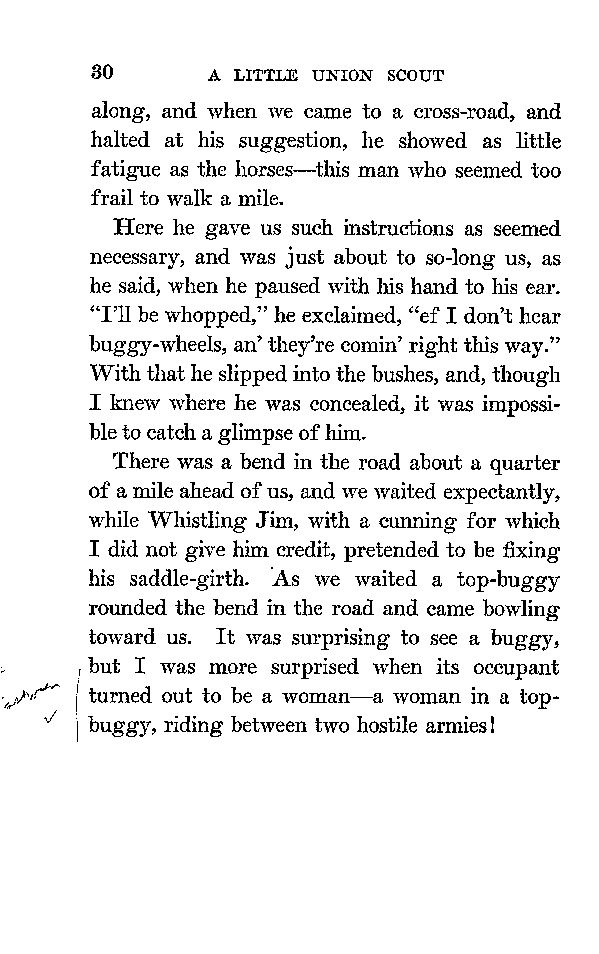 30 A LITTLE UNION SCOUT
along, and when we came to a cross-road, and
halted at his suggestion, he showed as little
fatigue as the horses—this man who seemed too
frail to walk a mile.
Here he gave us such instructions as seemed
necessary, and was just about to so-long us, as
he said, when he paused with his hand to his ear.
“I’ll be whopped,” he exclaimed, “ef I don’t hear
buggy-wheels, an’ they’re comin’ right this way.”
With that he slipped into the bushes, and, though
I knew where he was concealed, it was impossi-
ble to catch a glimpse of him.
There was a bend in the road about a quarter
of a mile ahead of us, and we waited expectantly,
while Whistling Jim, with a cunning for which
I did not give him credit, pretended to be fixing
his saddle-girth. As we waited a top-buggy
rounded the bend in the road and came bowling
toward us. It was surprising to see a buggy,
but I was more surprised when its occupant
turned out to be a woman—a woman in a top-
buggy, riding between two hostile armies!